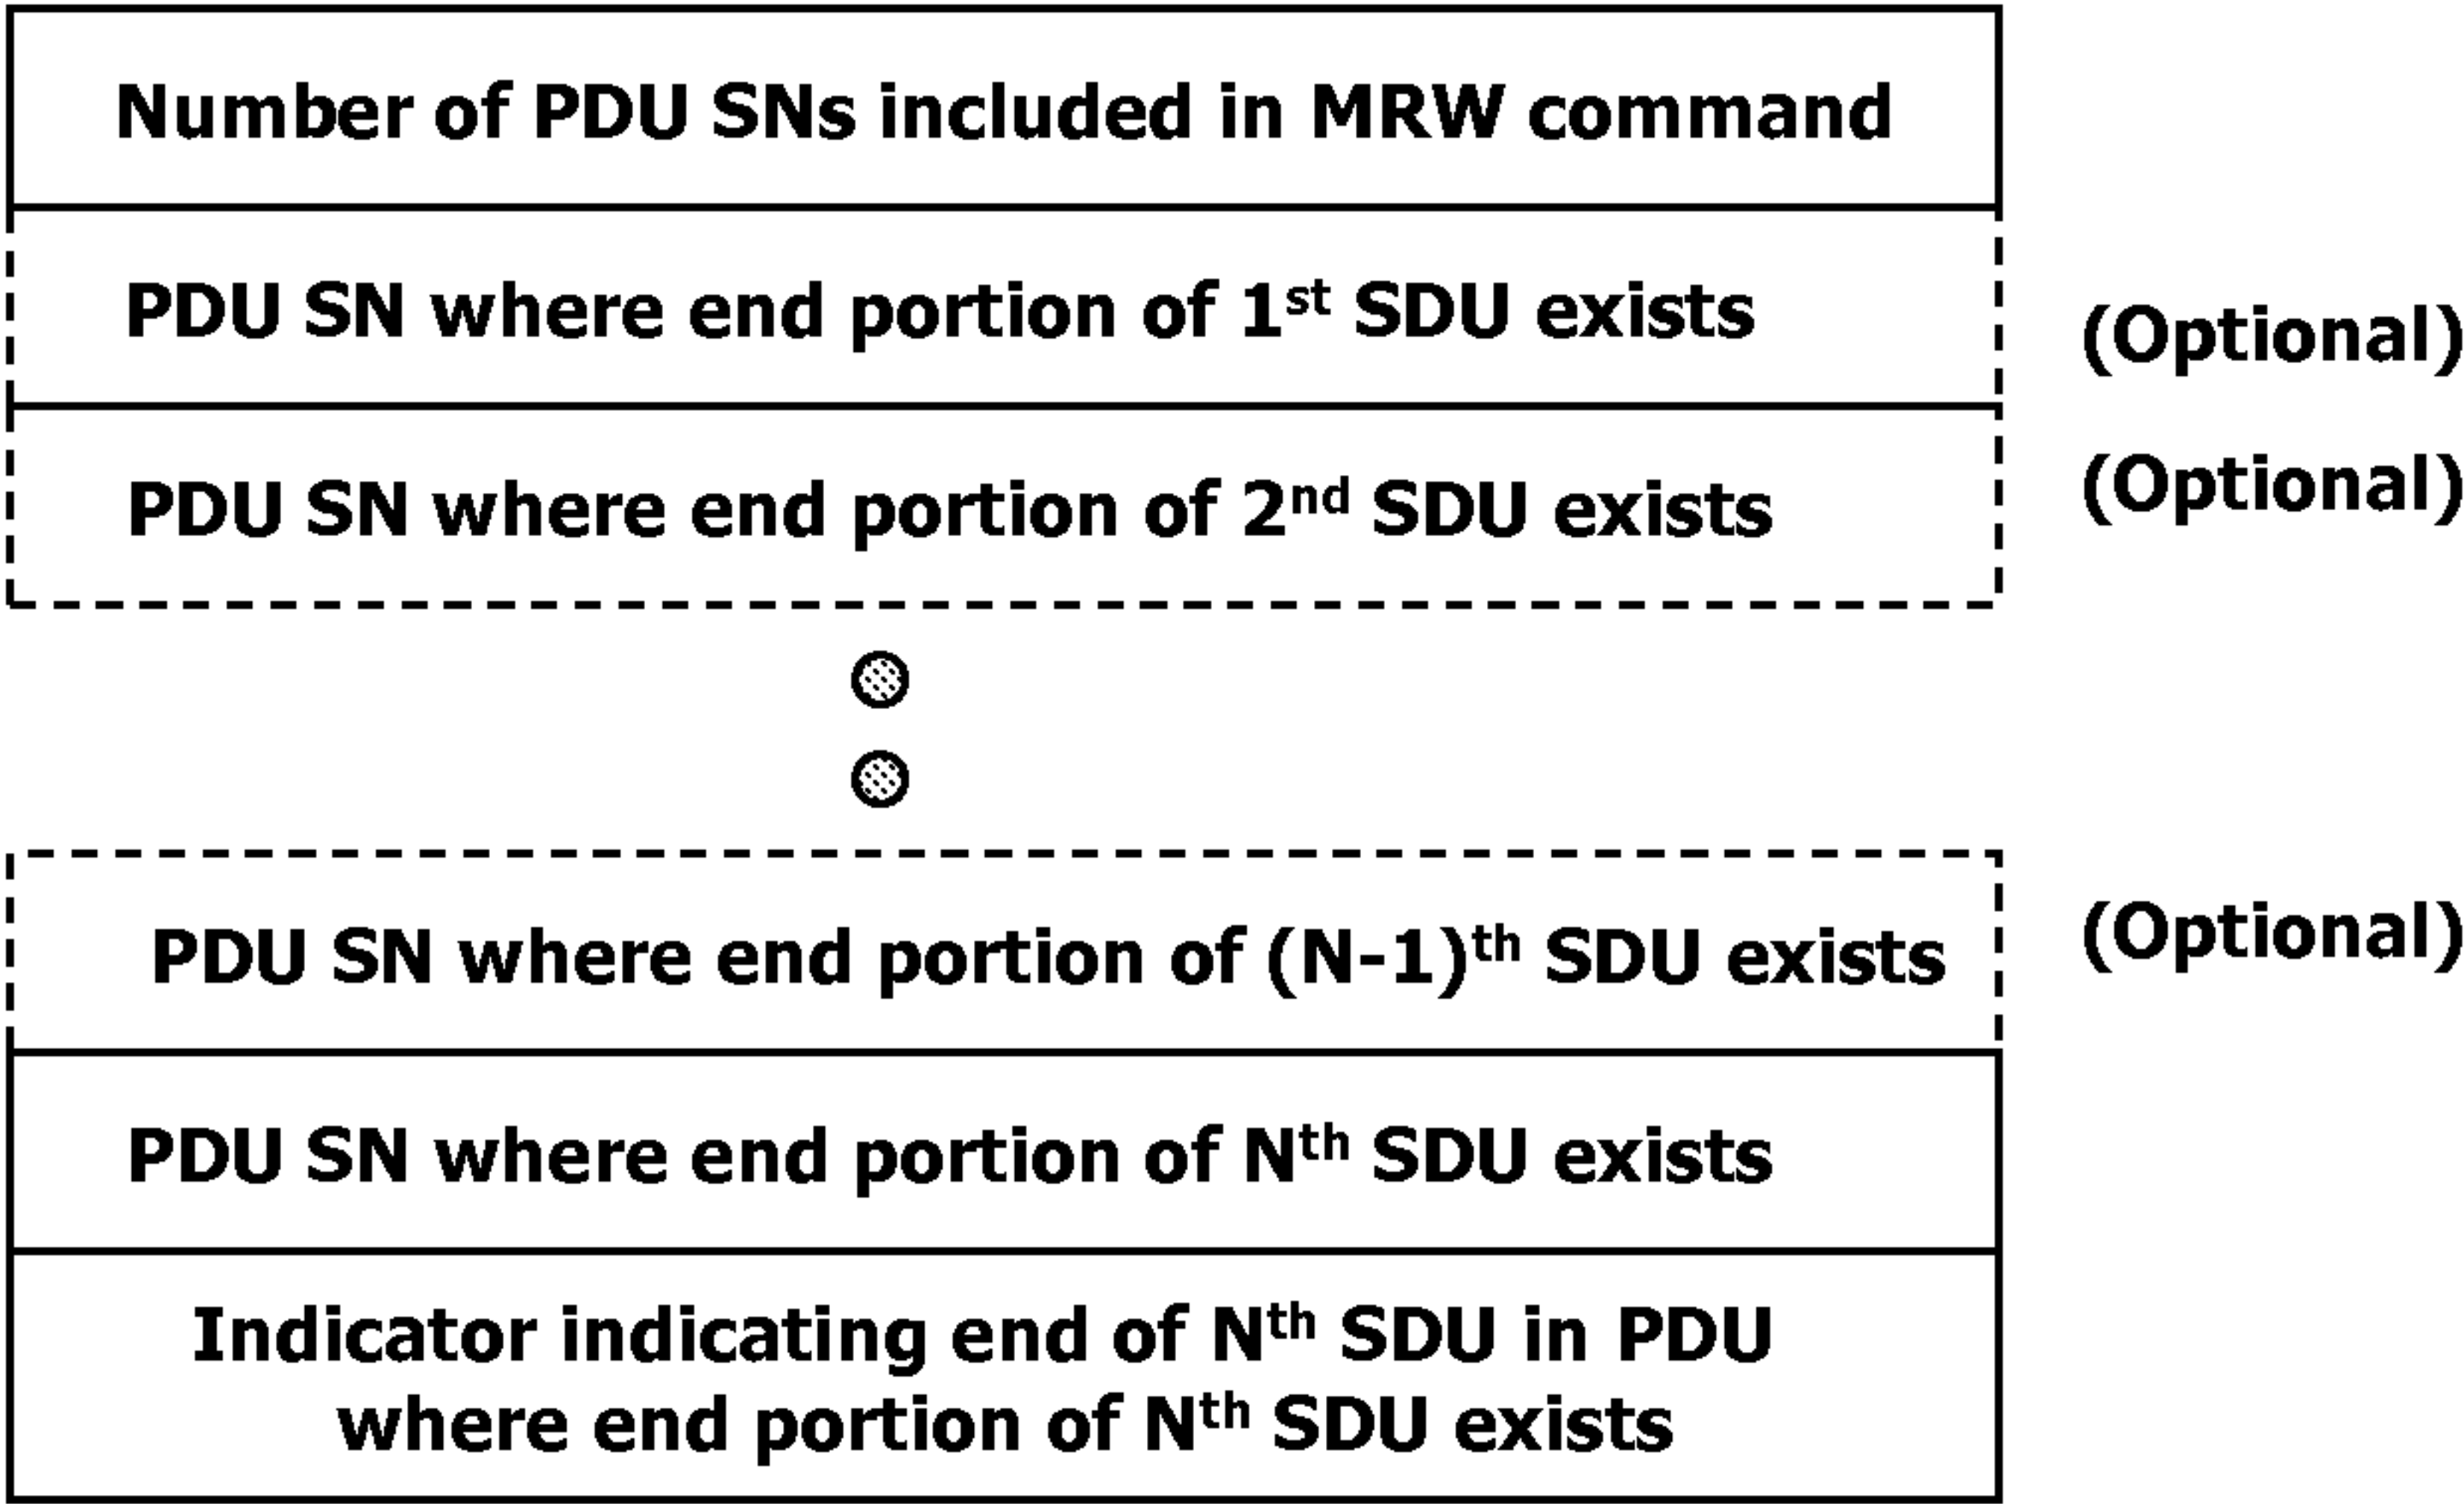 Number of PDU SNs included in MRW command
PDU SN where end portion of 1st SDU exists
(Optional)
PDU SN where end portion of 2nd SDU exists
(Optional)
PDU SN where end portion of (N-1)th SDU exists
(Optional)
PDU SN where end portion of Nth SDU exists
Indicator indicating end of Nth SDU in PDU
where end portion of Nth SDU exists